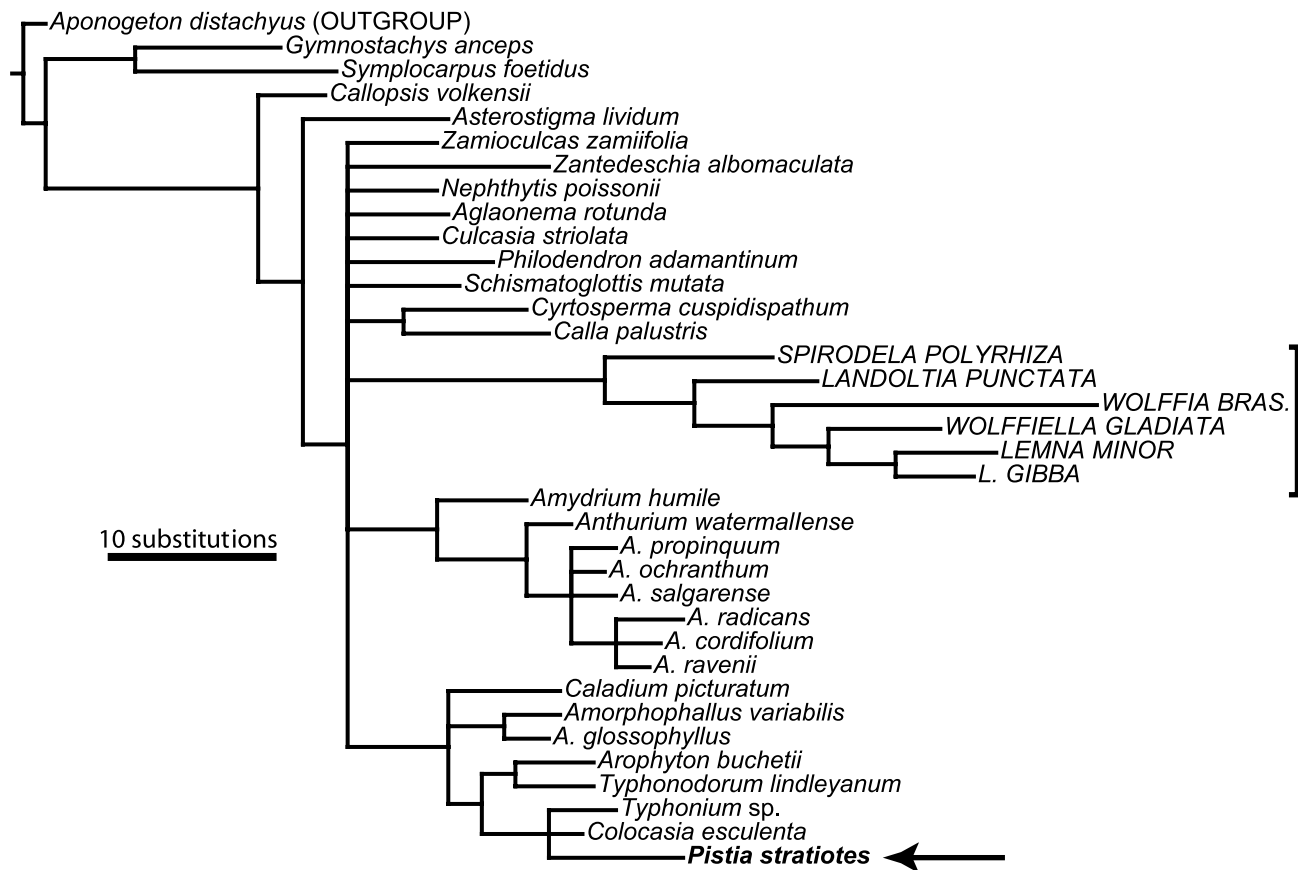 Aponogeton distachyus (OUTGROUP)
Gymnostachys anceps
Symplocarpus foetidus
Callopsis volkensii
Asterostigma lividum
Zamioculcas zamiifolia
Zantedeschia albomaculata
Nephthytis poissonii
Aglaonema rotunda
Culcasia striolata
Philodendron adamantinum
Schismatoglottis mutata
Cyrtosperma cuspidispathum
Calla palustris
SPIRODELA POLYRHIZA
LANDOLTIA PUNCTATA
WOLFFIA BRAS.
WOLFFIELLA GLADIATA
LEMNA MINOR
L. GIBBA
Amydrium humile
Anthurium watermallense
10 substitutions
A. propinquum
A. ochranthum
A. salgarense
A. radicans
A. cordifolium
A. ravenii
Caladium picturatum
Amorphophallus variabilis
A. glossophyllus
Arophyton buchetii
Typhonodorum lindleyanum
Typhonium sp.
Colocasia esculenta
Pistia stratiotes